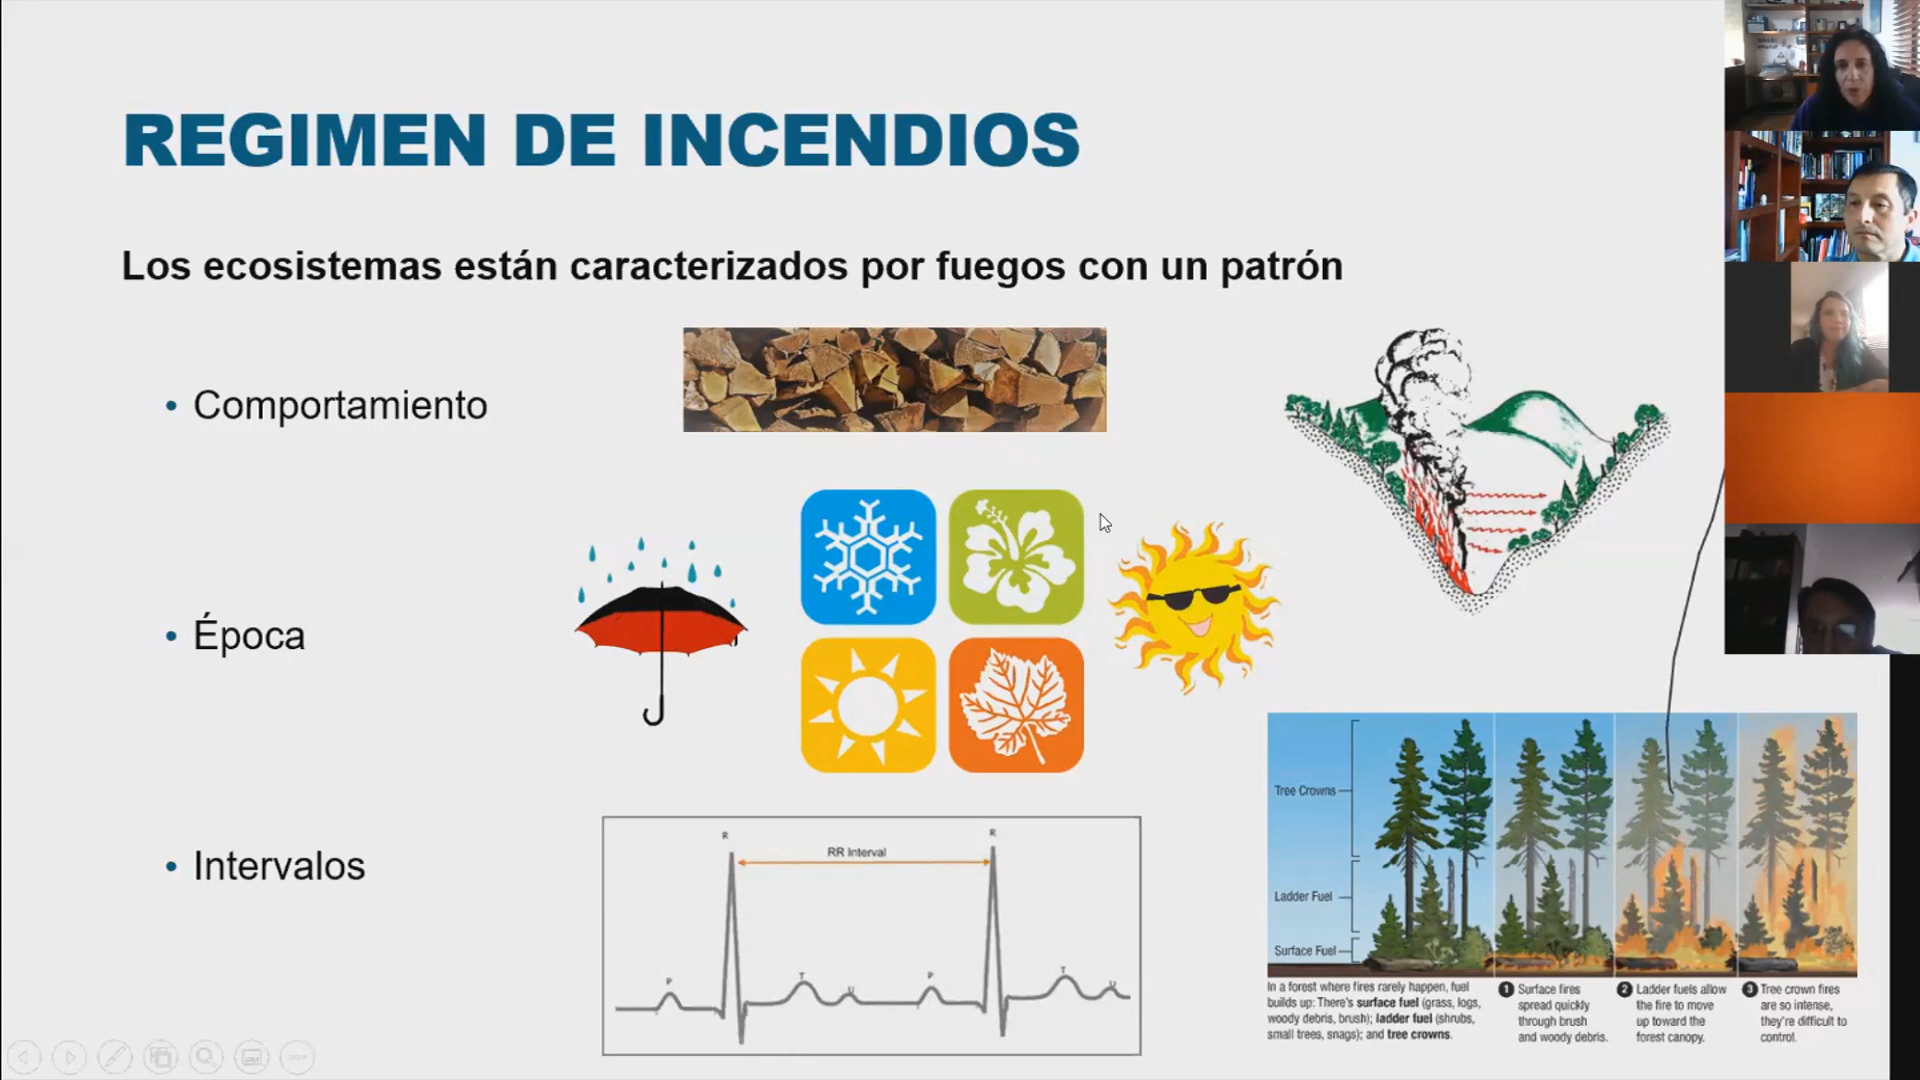 REGIMEN DE INCENDIOS
Los ecosistemas están caracterizados por fuegos con un patrón
• Comportamiento
• Época
• Intervalos
R
R
RR Interval
P
T
U
P
T
U
Tree Crowns
Ladder Fuel
Surface Fuel
In a forest where fires rarely happen, fuel
builds up: There's surface fuel (grass, logs,
woody debris, brush); ladder fuel (shrubs,
small trees, snags); and tree crowns.
1 Surface fires
spread quickly
through brush
and woody debris.
2 Ladder fuels allow
the fire to move
up toward the
forest canopy.
3 Tree crown fires
are so intense,
they're difficult to
control.